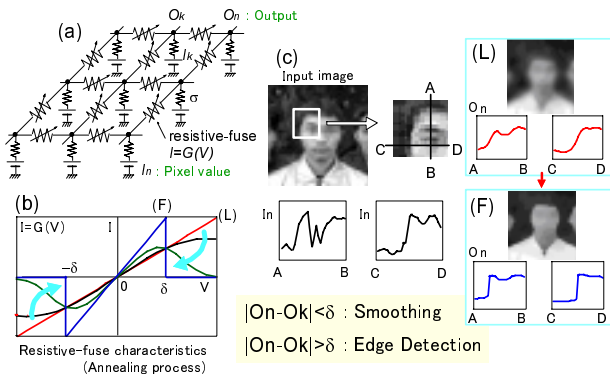 (a)
Ok
On : Output
Ik
σ
resistive-fuse
I=G(V)
In : Pixel value
(b)
(F)
(L)
I=G(V)
I
-δ
0
δ
V
Resistive-fuse characteristics
(Annealing process)
(c)
Input image
A
C
D
B
In
A
B
In
C
D
|On-Ok|<δ : Smoothing
|On-Ok|>δ : Edge Detection
(L)
On
A
B
C
D
(F)
On
A
B
C
D